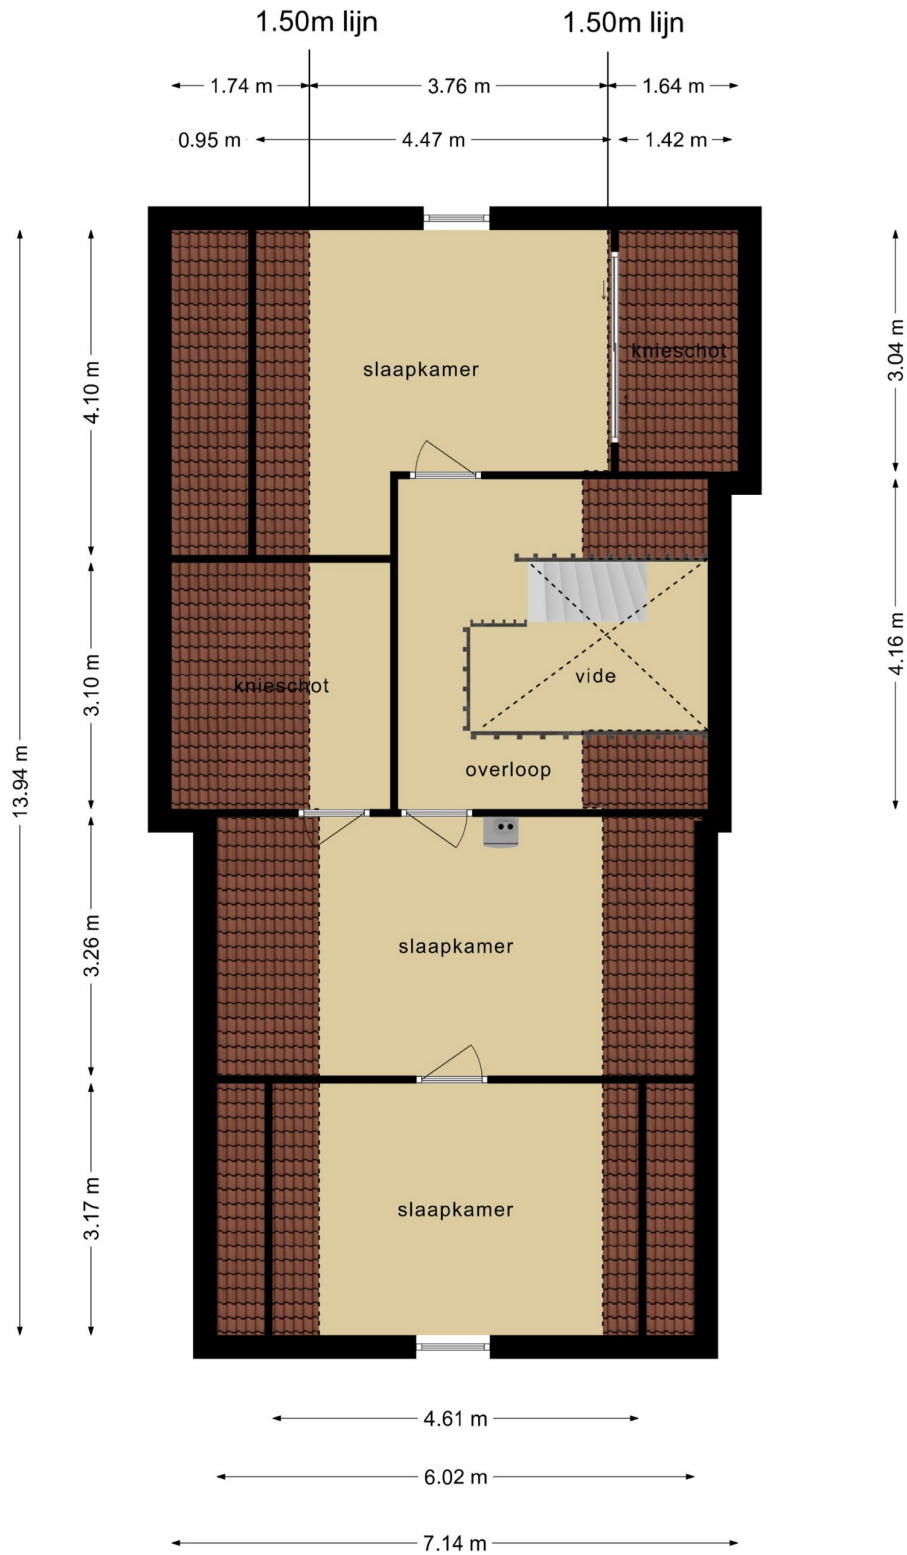 1.50m lijn 1.50m lijn
1.74 m 3.76 m 1.64 m
0.95 m 4.47 m 1.42 m
4.10 m
3.04 m
slaapkamer
knieschot
3.10 m
4.16 m
knieschot
vide
overloop
13.94 m
3.26 m
slaapkamer
3.17 m
slaapkamer
4.61 m
6.02 m
7.14 m